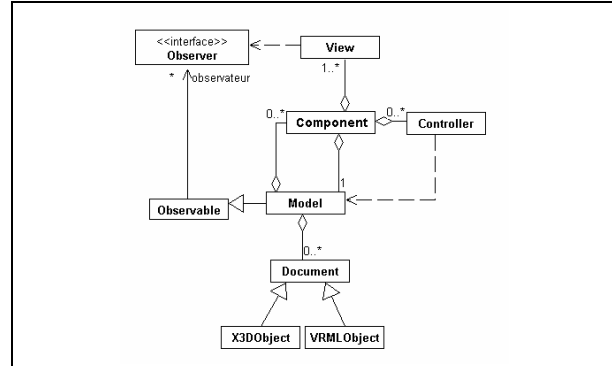 <<interface>>
Observer
View
* observateur
1..*
0..*
Component
0..*
Controller
1
Observable
Model
0..*
Document
X3DObject
VRMLObject